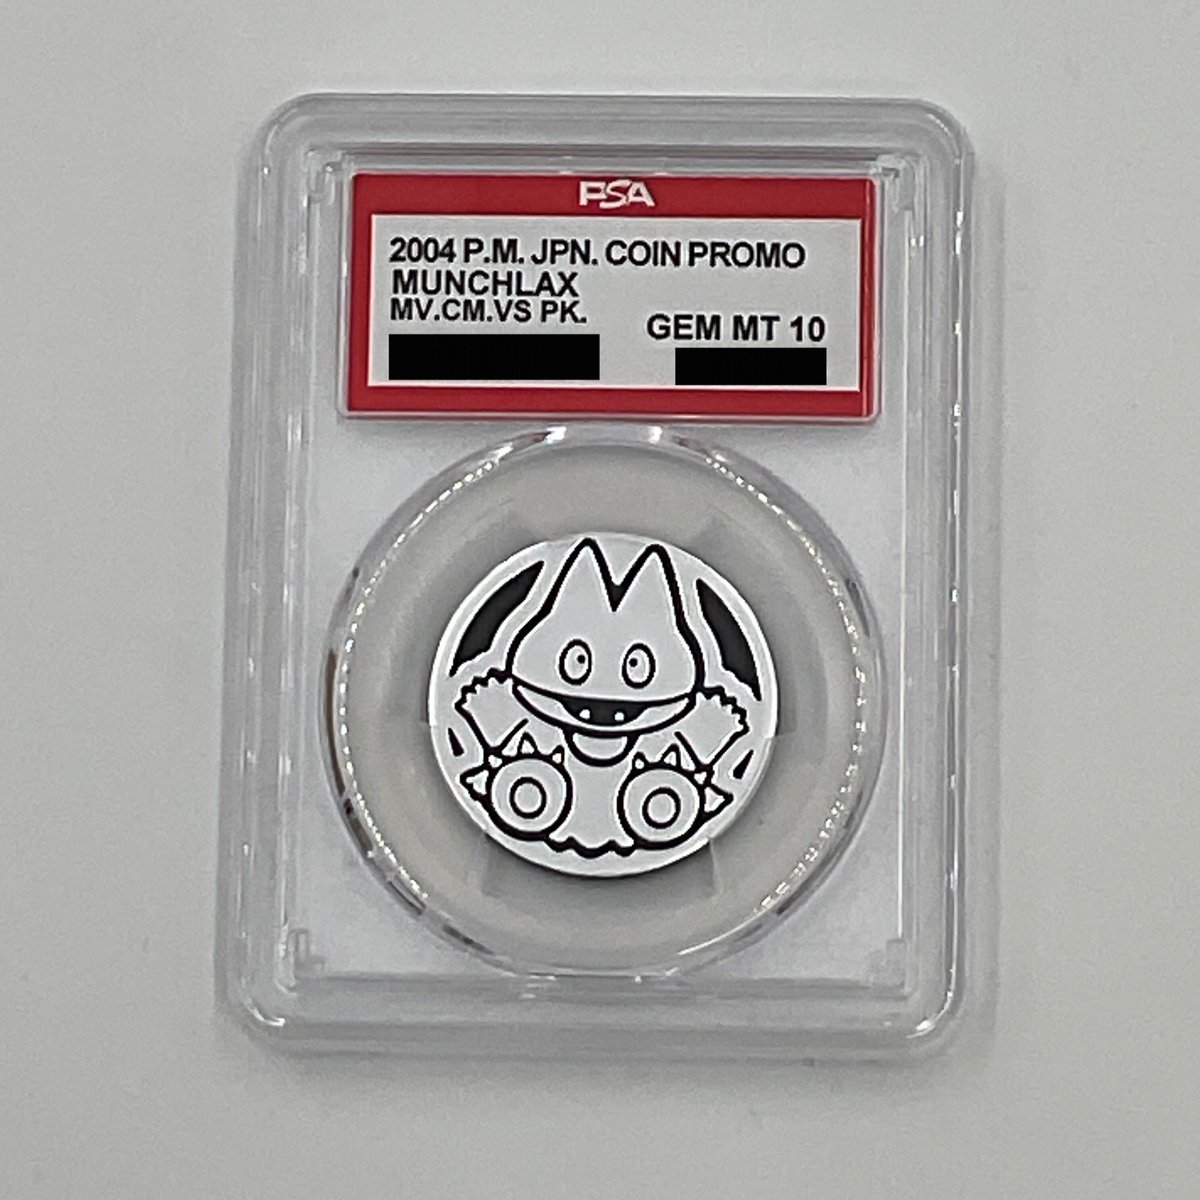 PSA
2004 P.M. JPN. COIN PROMO
MUNCHLAX
MV.CM.VS PK.
GEM MT 10